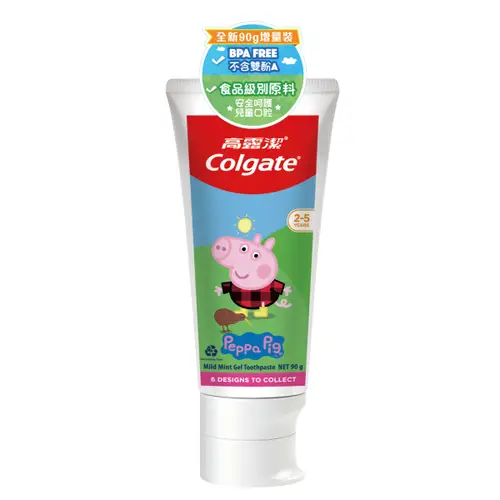 全新90g增量裝
BPA FREE
不含雙酚A
食品級別原料
安全呵護
兒童口腔
高露潔®
Colgate®
2-5
YEARS
Peppa Pig
Mild Mint Gel Toothpaste NET 90 g
6 DESIGNS TO COLLECT